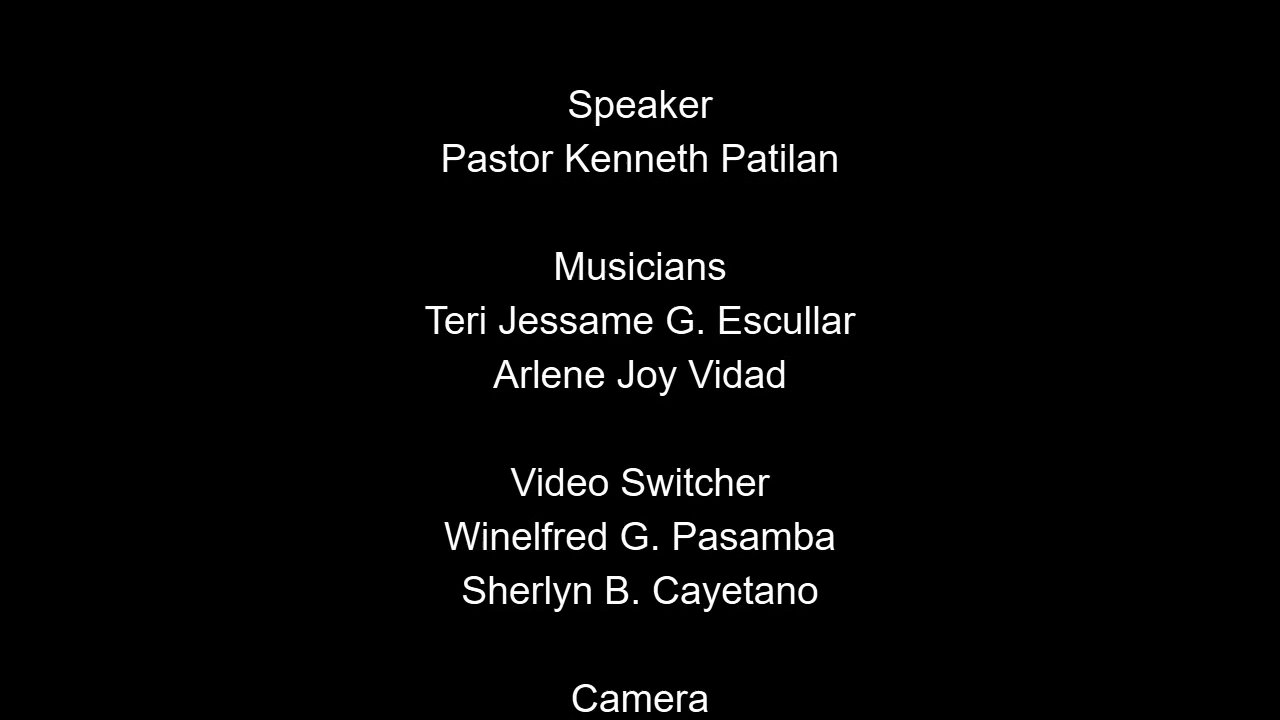 Speaker
Pastor Kenneth Patilan
Musicians
Teri Jessame G. Escullar
Arlene Joy Vidad
Video Switcher
Winelfred G. Pasamba
Sherlyn B. Cayetano
Camera